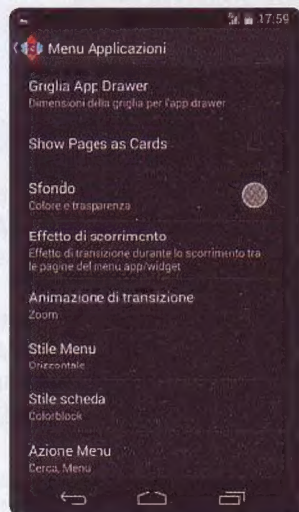 17:59
Menu Applicazioni
Griglia App Drawer
Dimensioni della griglia per l'app drawer
Show Pages as Cards
Sfondo
Colore e trasparenza
Effetto di scorrimento
Effetto di transizione durante lo scorrimento tra
le pagine del menu app/widget
Animazione di transizione
Zoom
Stile Menu
Orizzontale
Stile scheda
Colorblock
Azione Menu
Cerca, Menu